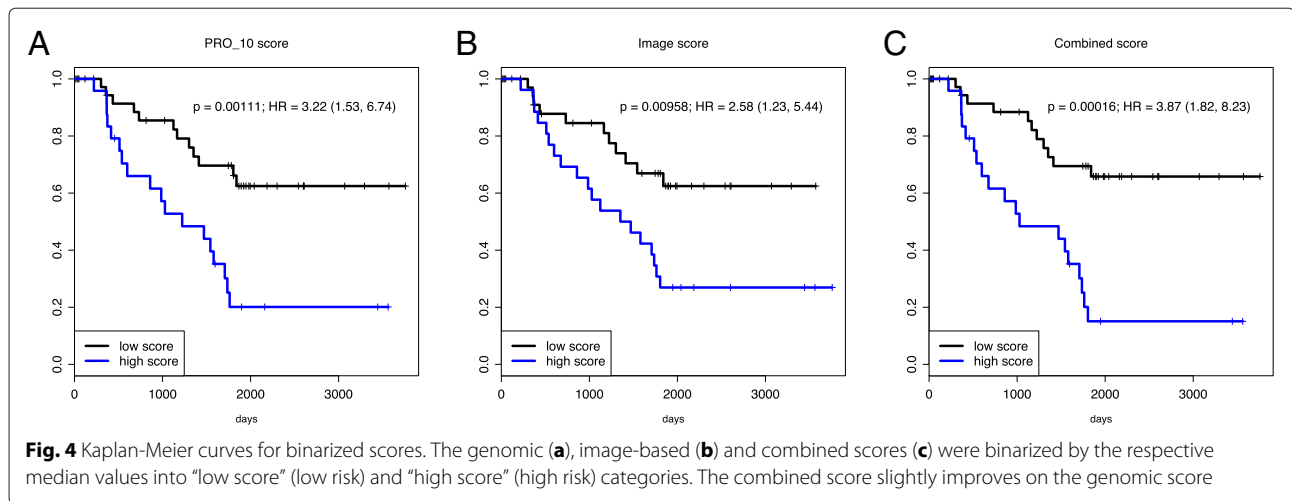 A
PRO_10 score
p = 0.00111; HR = 3.22 (1.53, 6.74)
1.0
0.8
0.6
0.4
0.2
0.0
low score
high score
0 1000 2000 3000
days
B
Image score
p = 0.00958; HR = 2.58 (1.23, 5.44)
1.0
0.8
0.6
0.4
0.2
0.0
low score
high score
0 1000 2000 3000
days
C
Combined score
p = 0.00016; HR = 3.87 (1.82, 8.23)
1.0
0.8
0.6
0.4
0.2
0.0
low score
high score
0 1000 2000 3000
days
Fig. 4 Kaplan-Meier curves for binarized scores. The genomic (a), image-based (b) and combined scores (c) were binarized by the respective
median values into “low score” (low risk) and “high score” (high risk) categories. The combined score slightly improves on the genomic score